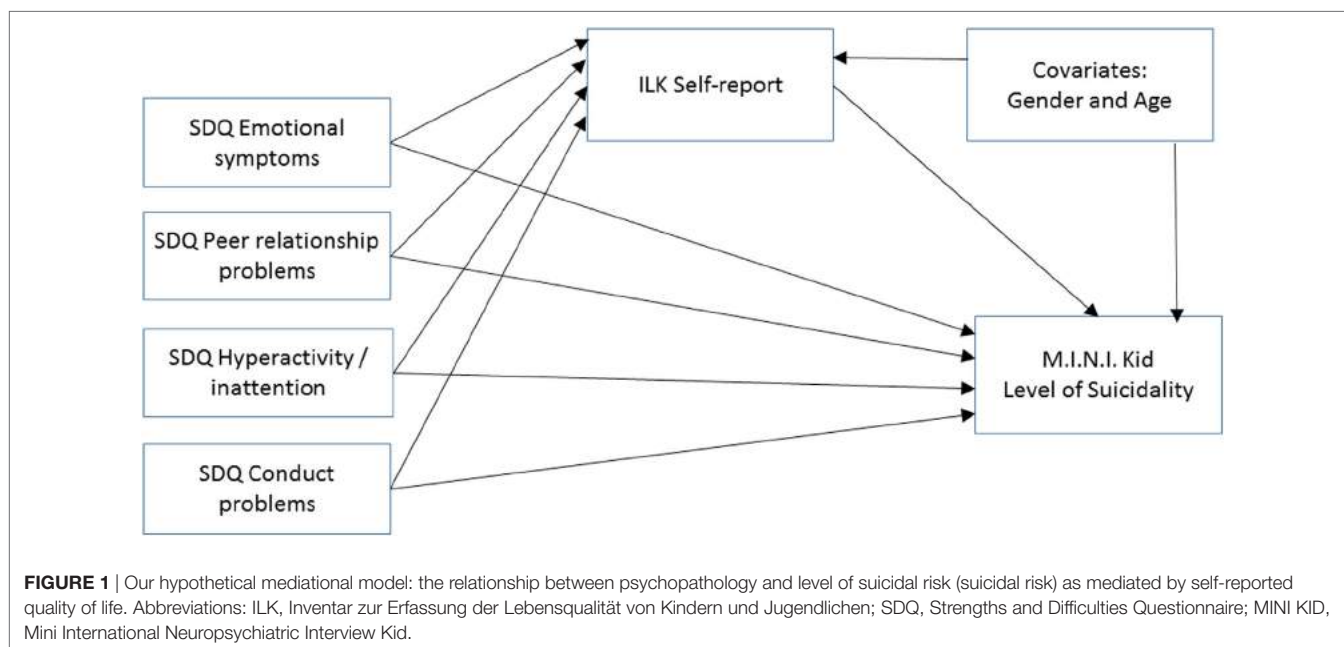 ILK Self-report
Covariates:
Gender and Age
SDQ Emotional
symptoms
SDQ Peer relationship
problems
SDQ Hyperactivity /
inattention
SDQ Conduct
problems
M.I.N.I. Kid
Level of Suicidality
FIGURE 1 | Our hypothetical mediational model: the relationship between psychopathology and level of suicidal risk (suicidal risk) as mediated by self-reported
quality of life. Abbreviations: ILK, Inventar zur Erfassung der Lebensqualität von Kindern und Jugendlichen; SDQ, Strengths and Difficulties Questionnaire; MINI KID,
Mini International Neuropsychiatric Interview Kid.